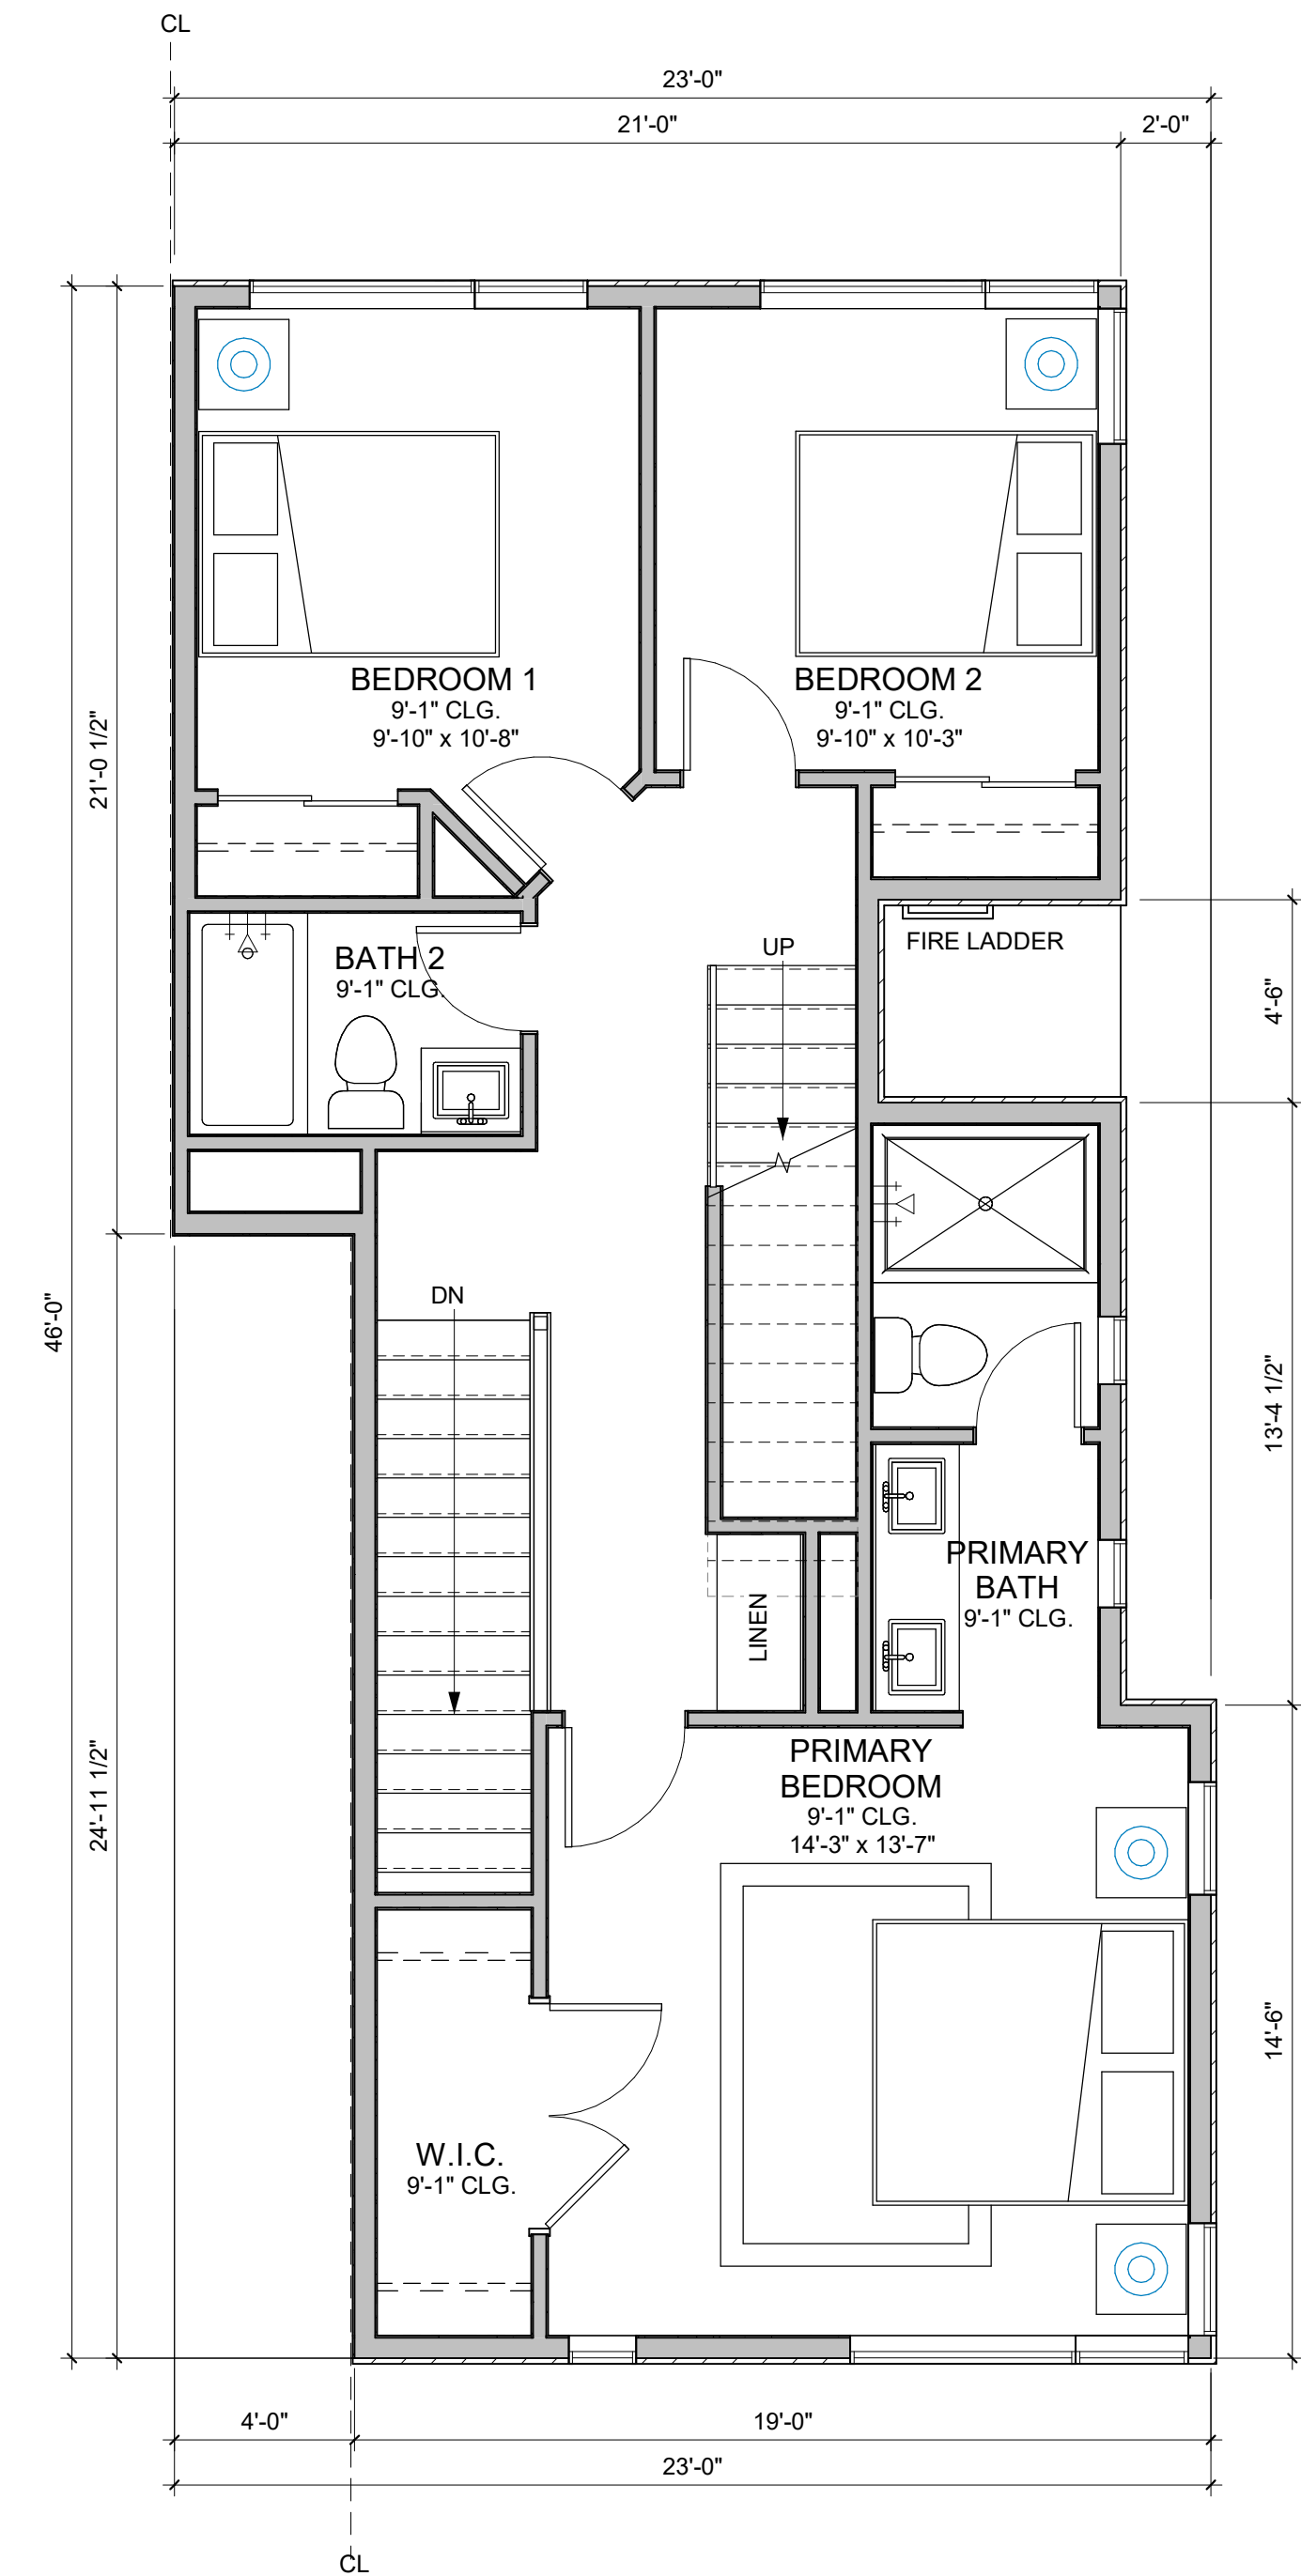 CL
23'-0"
21'-0"
2'-0"
BEDROOM 1
9'-1" CLG.
9'-10" x 10'-8"
BEDROOM 2
9'-1" CLG.
9'-10" x 10'-3"
21'-0 1/2"
BATH 2
9'-1" CLG.
UP
FIRE LADDER
4'-6"
46'-0"
DN
13'-4 1/2"
LINEN
PRIMARY
BATH
9'-1" CLG.
24'-11 1/2"
PRIMARY
BEDROOM
9'-1" CLG.
14'-3" x 13'-7"
14'-6"
W.I.C.
9'-1" CLG.
4'-0"
19'-0"
23'-0"
CL